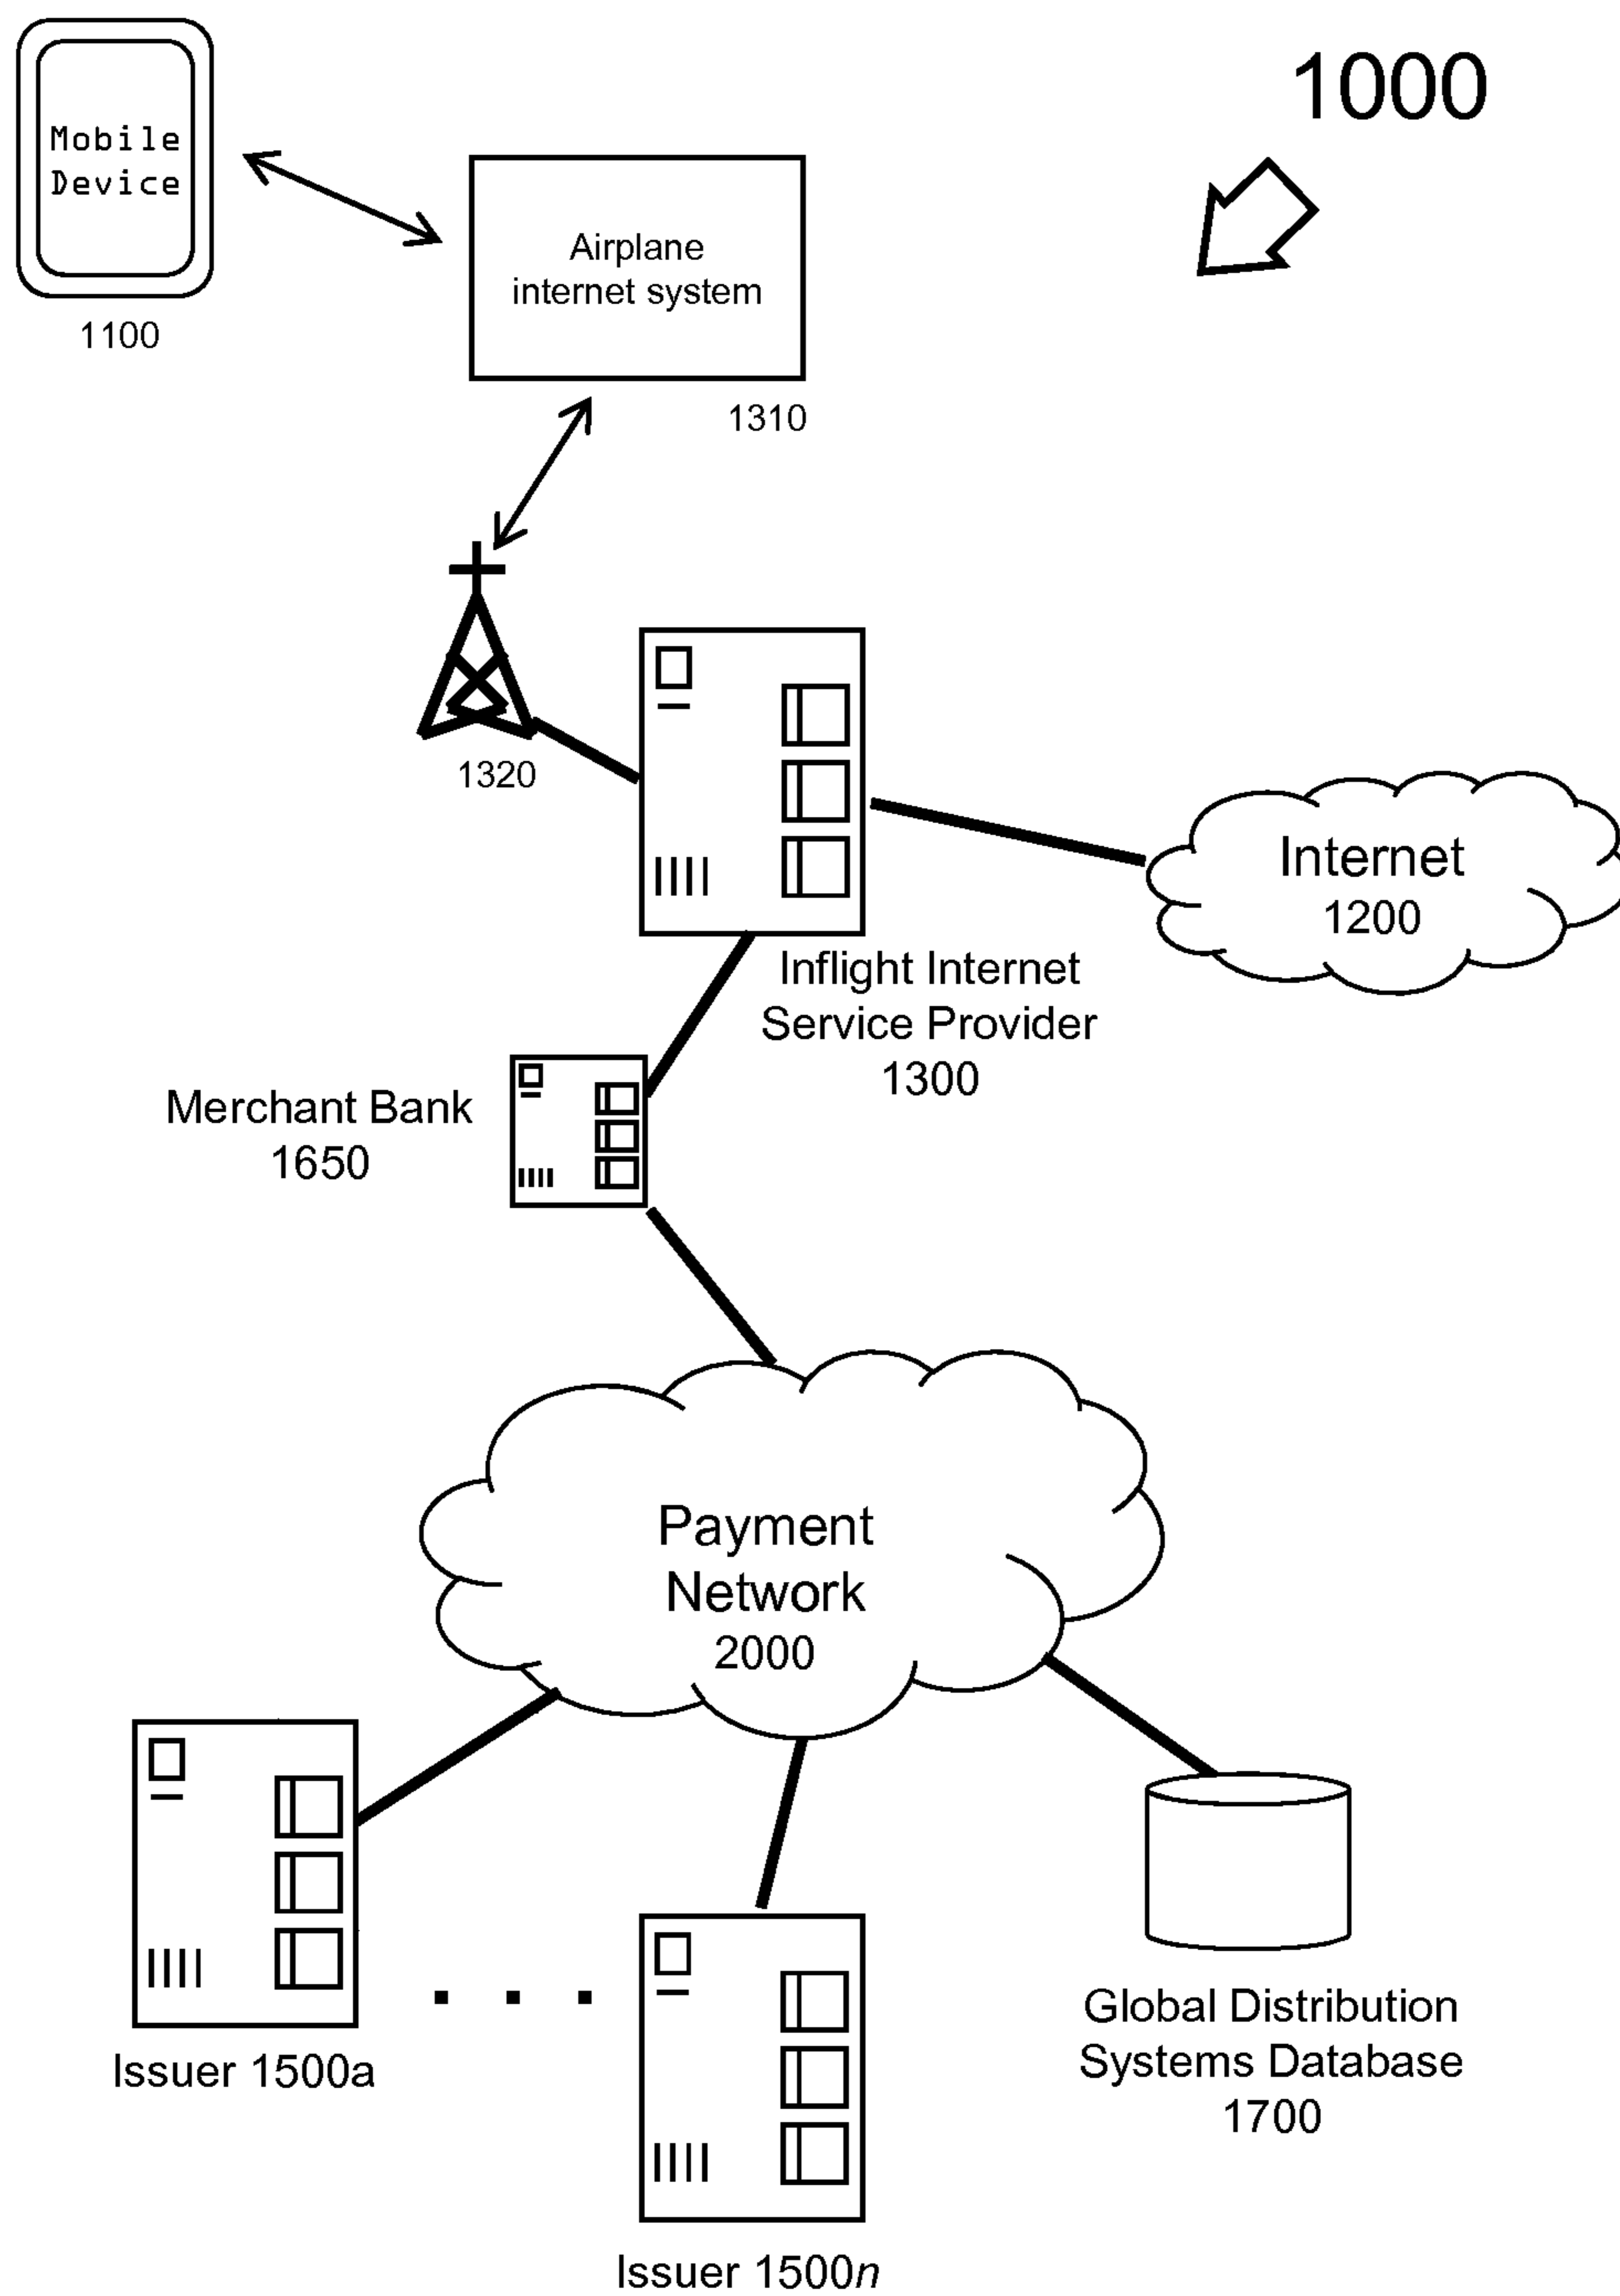 1000
Mobile
Device
1100
Airplane
internet system
1310
1320
Internet
1200
Inflight Internet
Service Provider
1300
Merchant Bank
1650
Payment
Network
2000
Issuer 1500a
Global Distribution
Systems Database
1700
Issuer 1500n